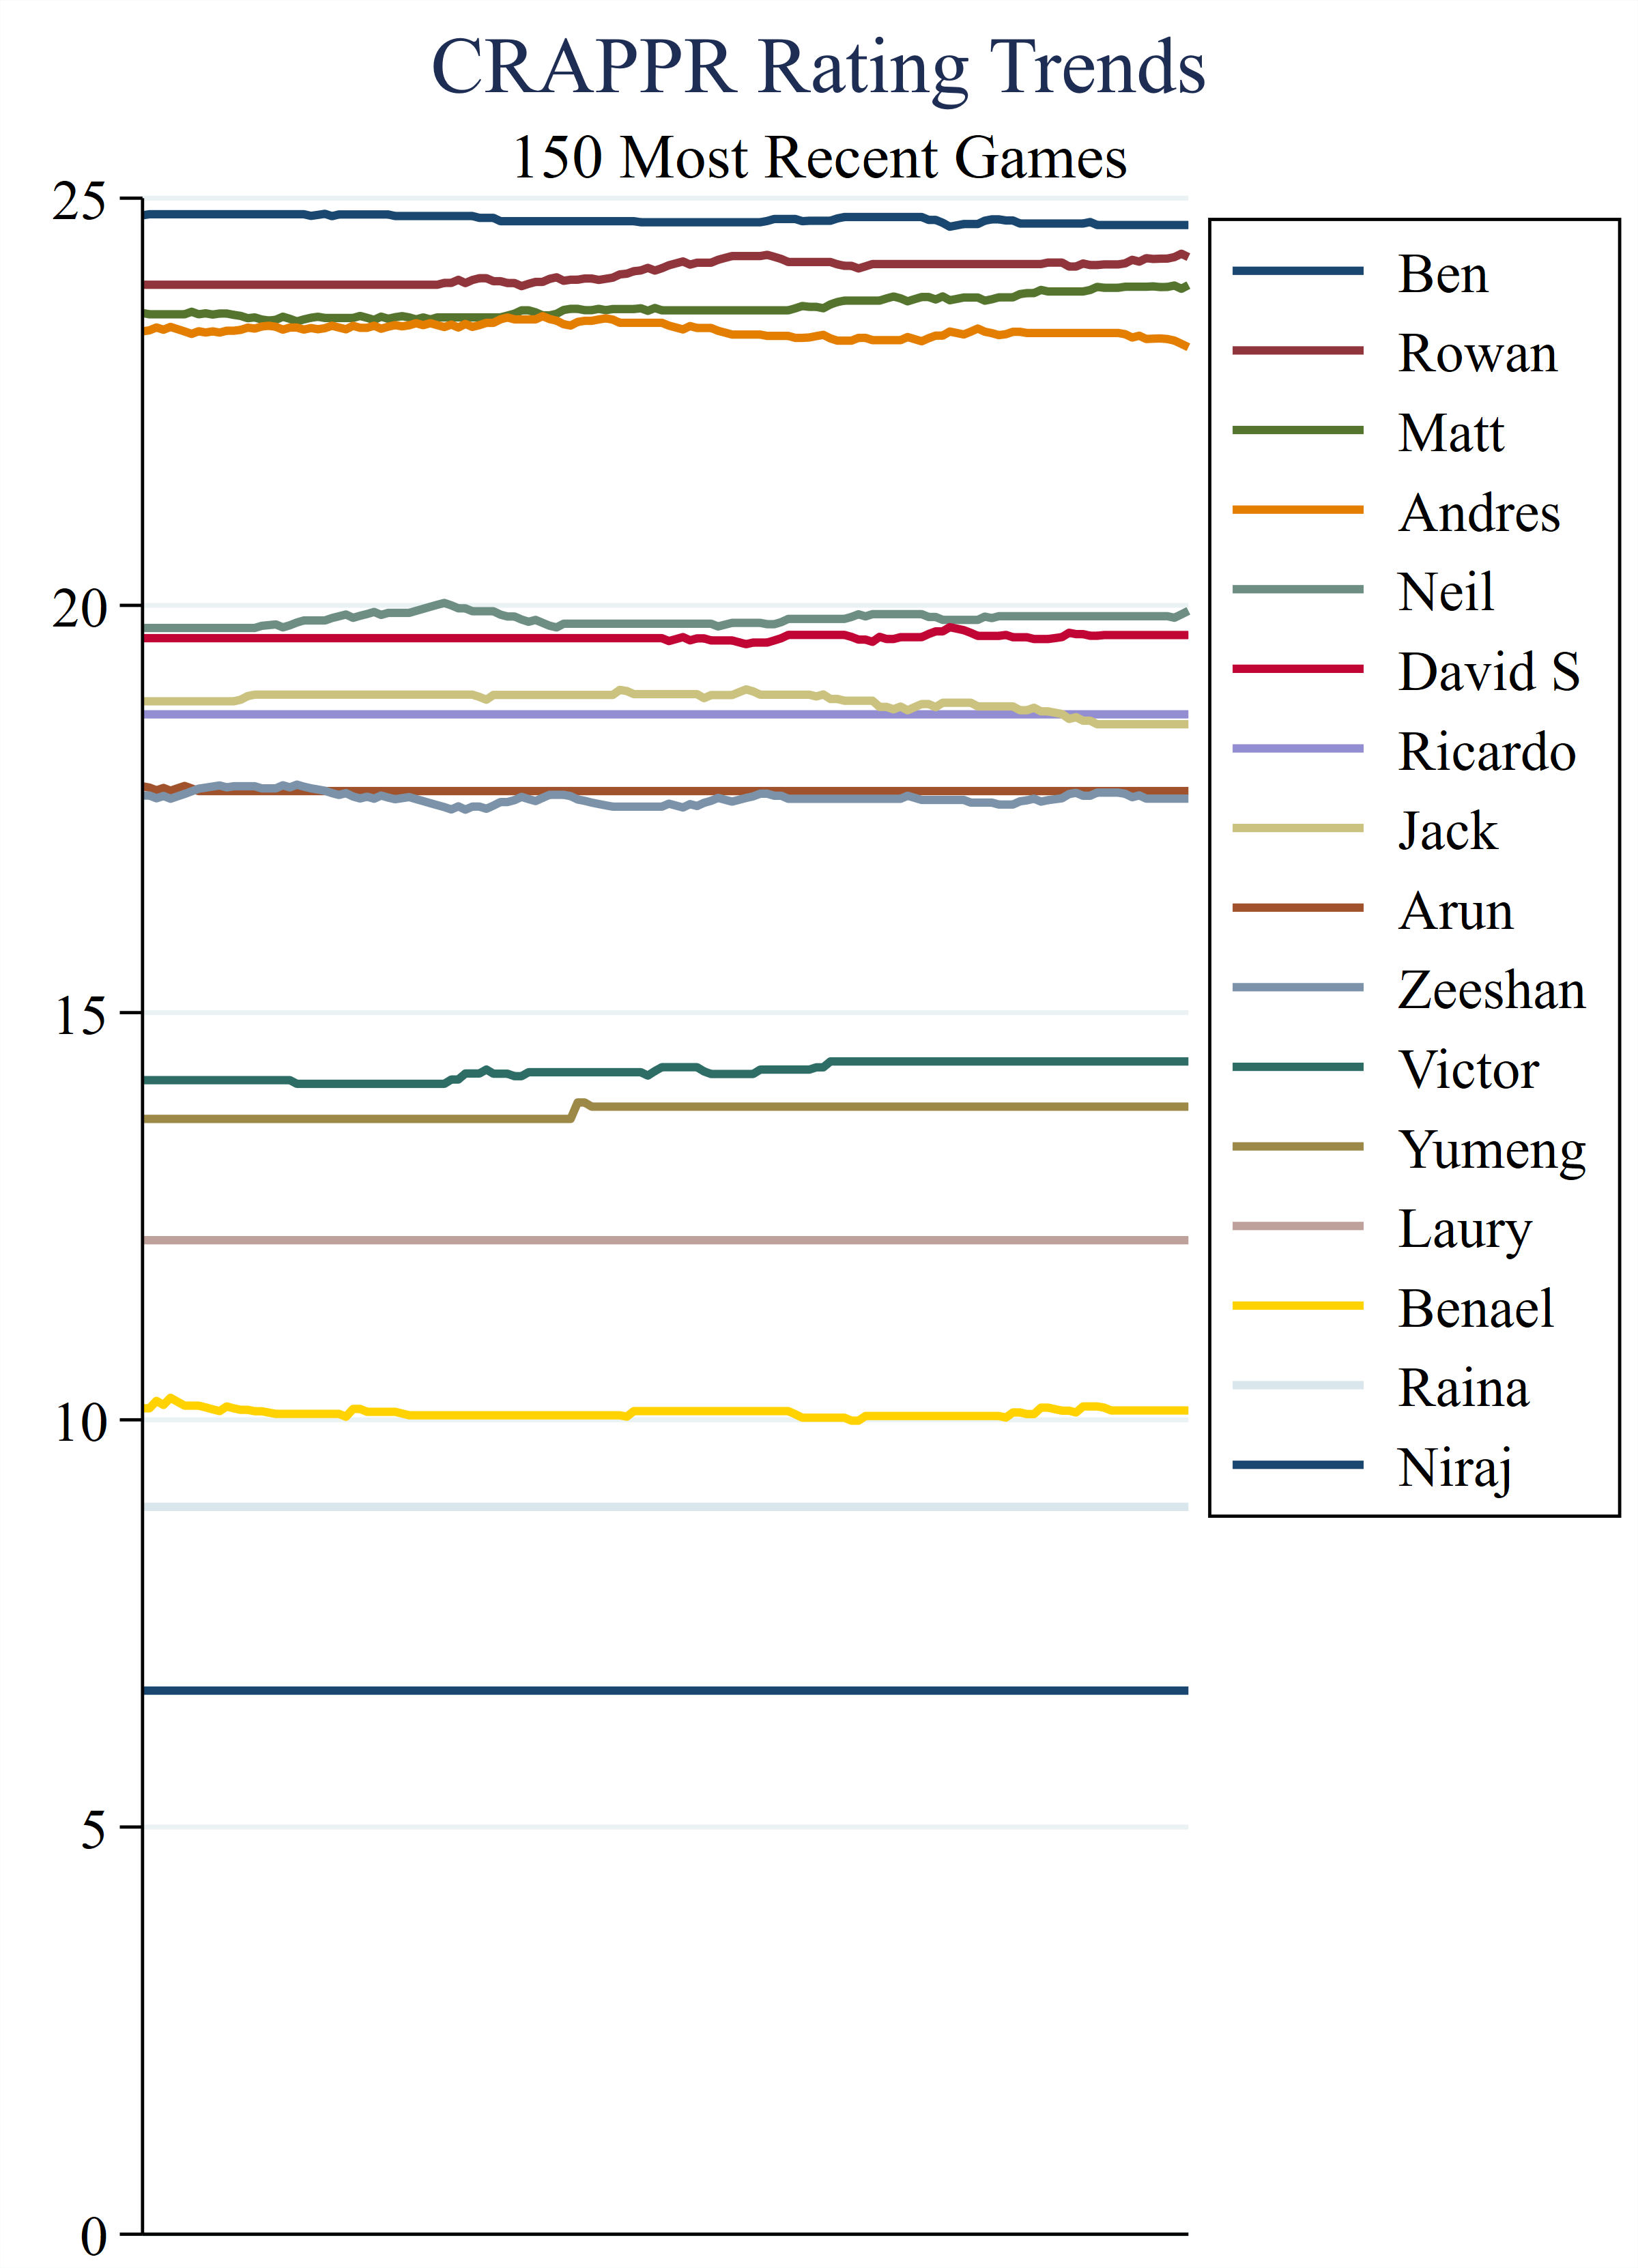 CRAPPR Rating Trends
150 Most Recent Games
25
20
15
10
5
0
Ben
Rowan
Matt
Andres
Neil
David S
Ricardo
Jack
Arun
Zeeshan
Victor
Yumeng
Laury
Benael
Raina
Niraj